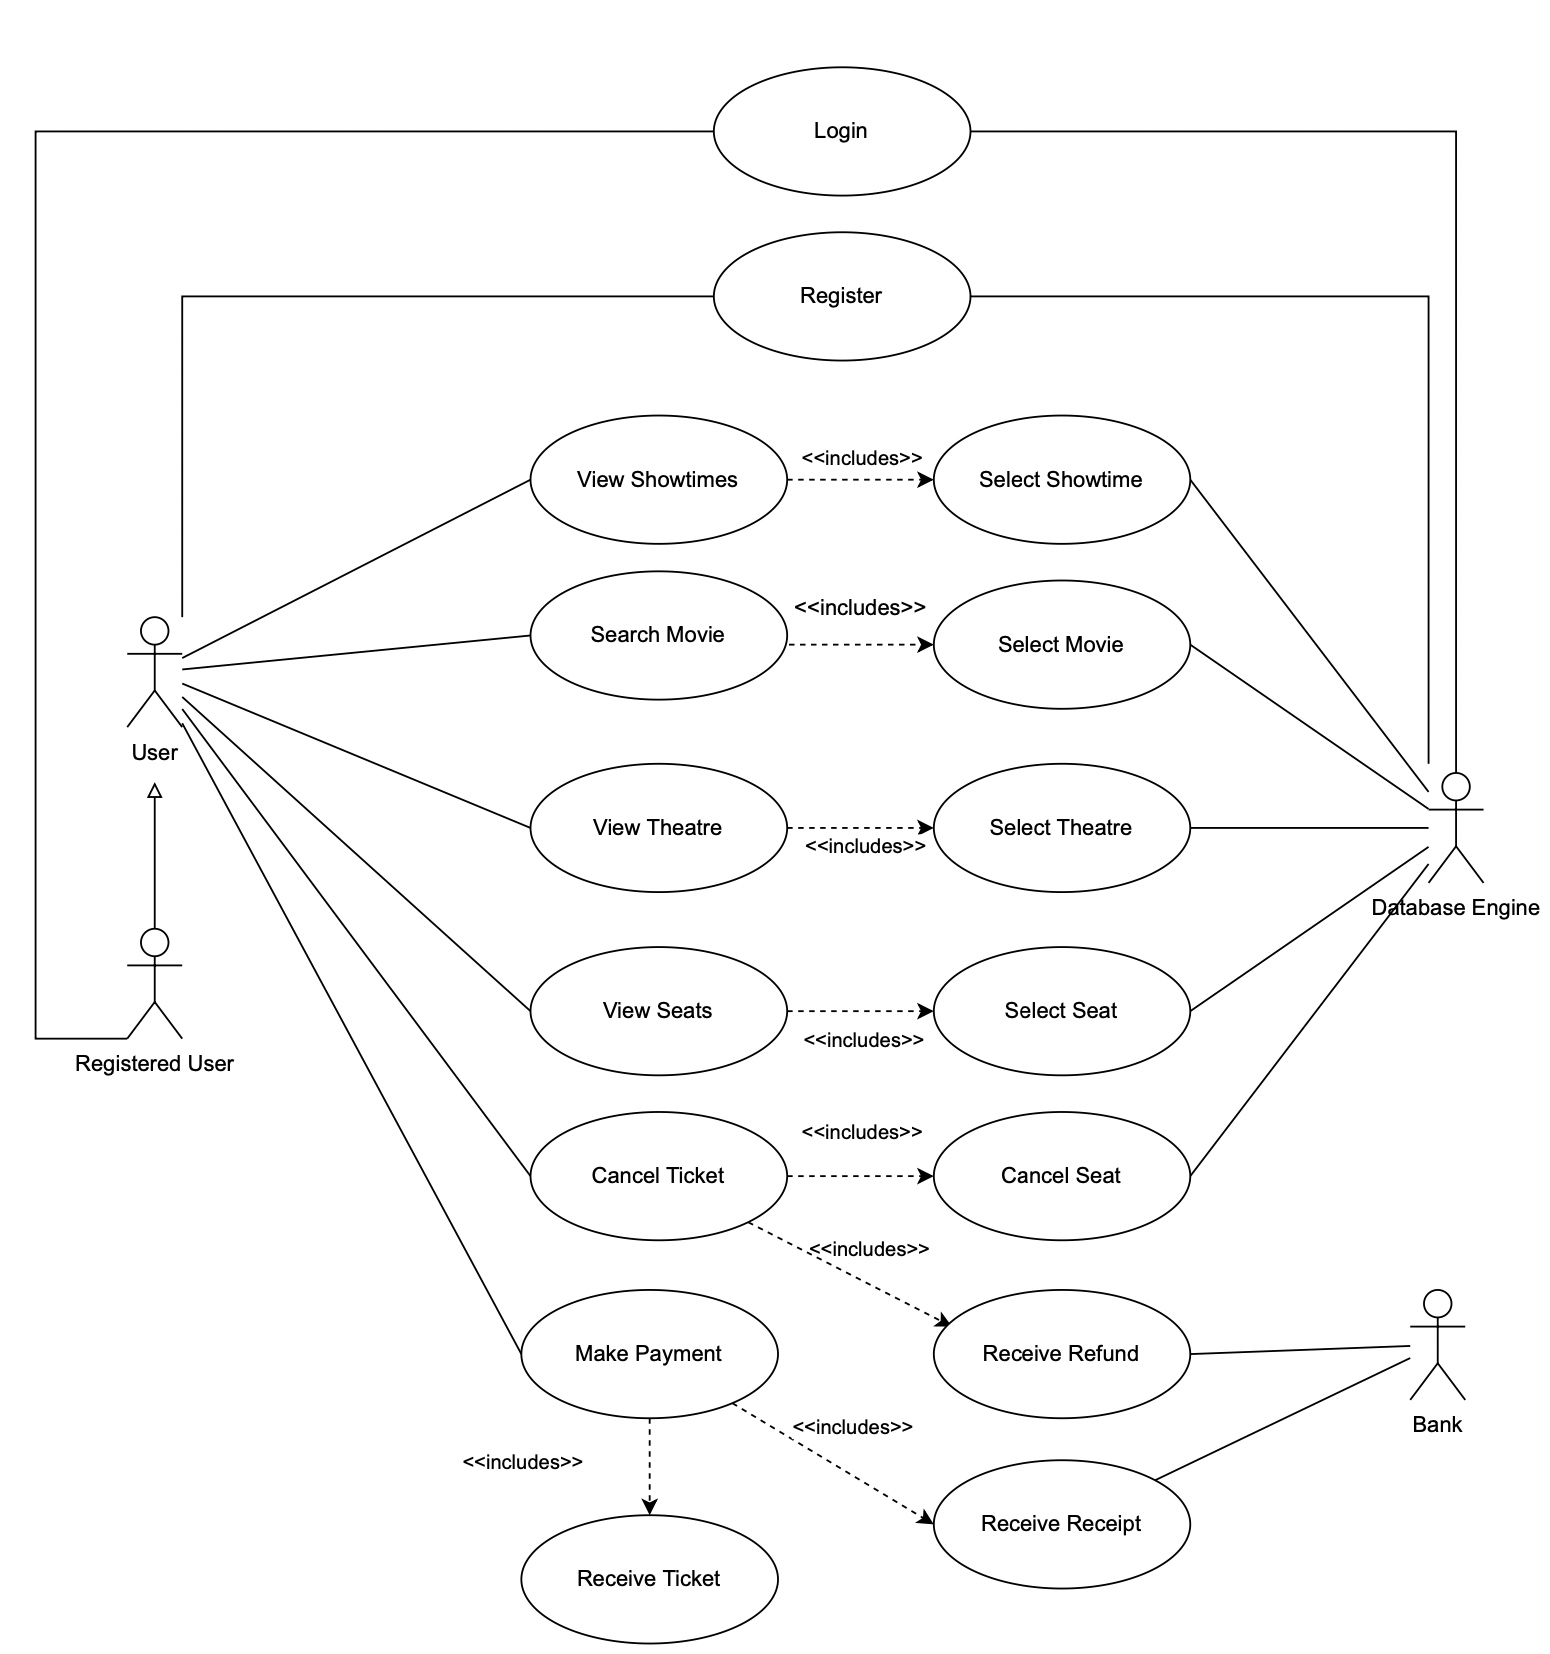 Login
Register
View Showtimes
<<includes>>
Select Showtime
Search Movie
<<includes>>
Select Movie
User
View Theatre
<<includes>>
Select Theatre
Database Engine
View Seats
<<includes>>
Select Seat
Registered User
Cancel Ticket
<<includes>>
Cancel Seat
<<includes>>
Make Payment
Receive Refund
Bank
<<includes>>
<<includes>>
Receive Receipt
Receive Ticket